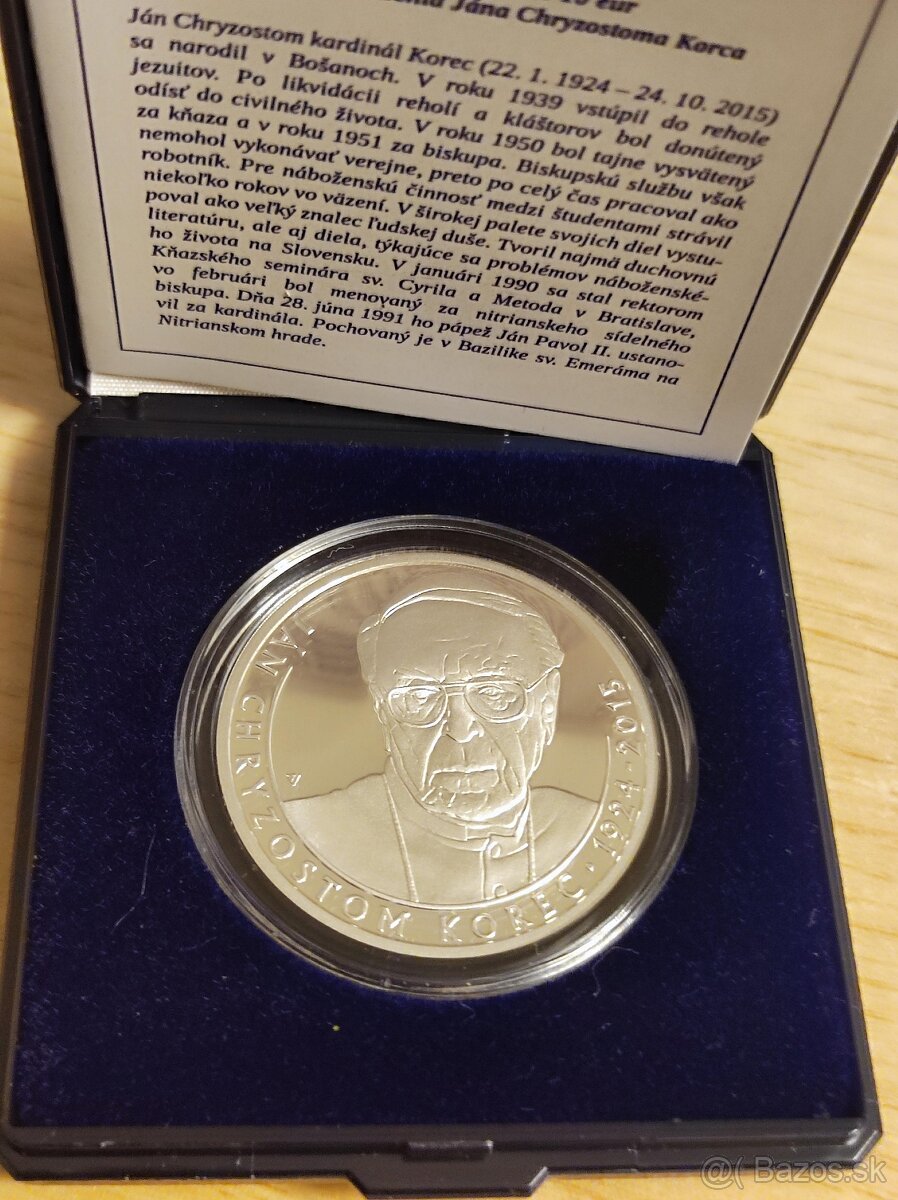 10 eur
Jána Chryzostoma Korca
Ján Chryzostom kardinál Korec (22. 1. 1924 – 24. 10. 2015)
sa narodil v Bošanoch. V roku 1939 vstúpil do rehole
jezuitov. Po likvidácii reholí a kláštorov bol donútený
odísť do civilného života. V roku 1950 bol tajne vysvätený
za kňaza a v roku 1951 za biskupa. Biskupskú službu však
nemohol vykonávať verejne, preto po celý čas pracoval ako
robotník. Pre náboženskú činnosť medzi študentami strávil
niekoľko rokov vo väzení. V širokej palete svojich diel vystu-
poval ako veľký znalec ľudskej duše. Tvoril najmä duchovnú
literatúru, ale aj diela, týkajúce sa problémov náboženské-
ho života na Slovensku. V januári 1990 sa stal rektorom
Kňazského seminára sv. Cyrila a Metoda v Bratislave,
vo februári bol menovaný za nitrianskeho sídelného
biskupa. Dňa 28. júna 1991 ho pápež Ján Pavol II. ustano-
vil za kardinála. Pochovaný je v Bazilike sv. Emeráma na
Nitrianskom hrade.
JÁN CHRYZOSTOM KOREC · 1924-2015
@( Bazos.sk